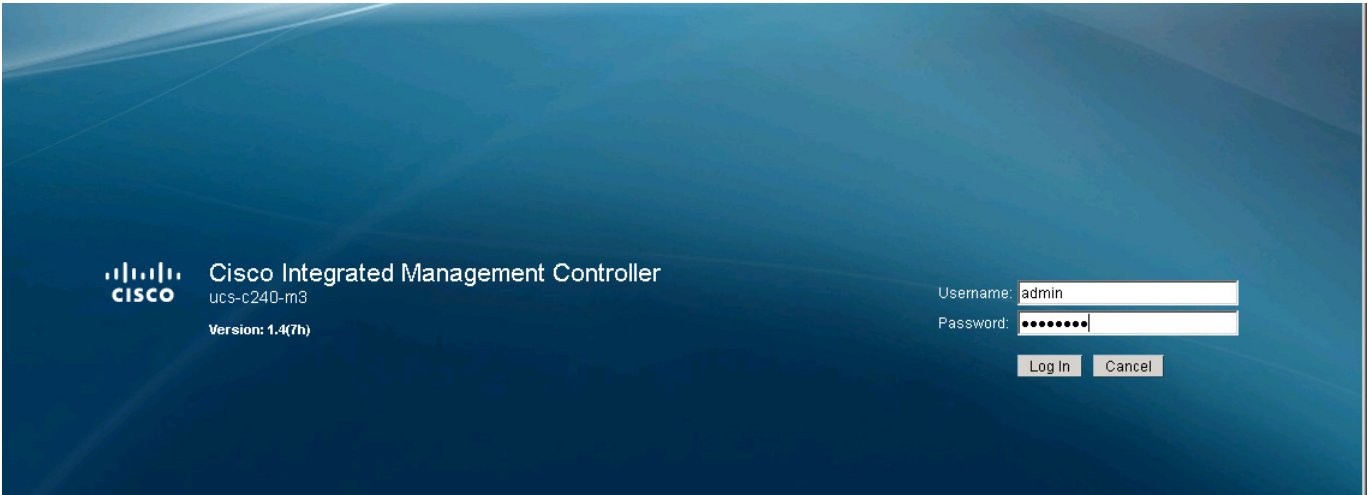 CISCO
Cisco Integrated Management Controller
ucs-c240-m3
Version: 1.4(7h)
Username: admin
Password: ●●●●●●●●
Log In Cancel